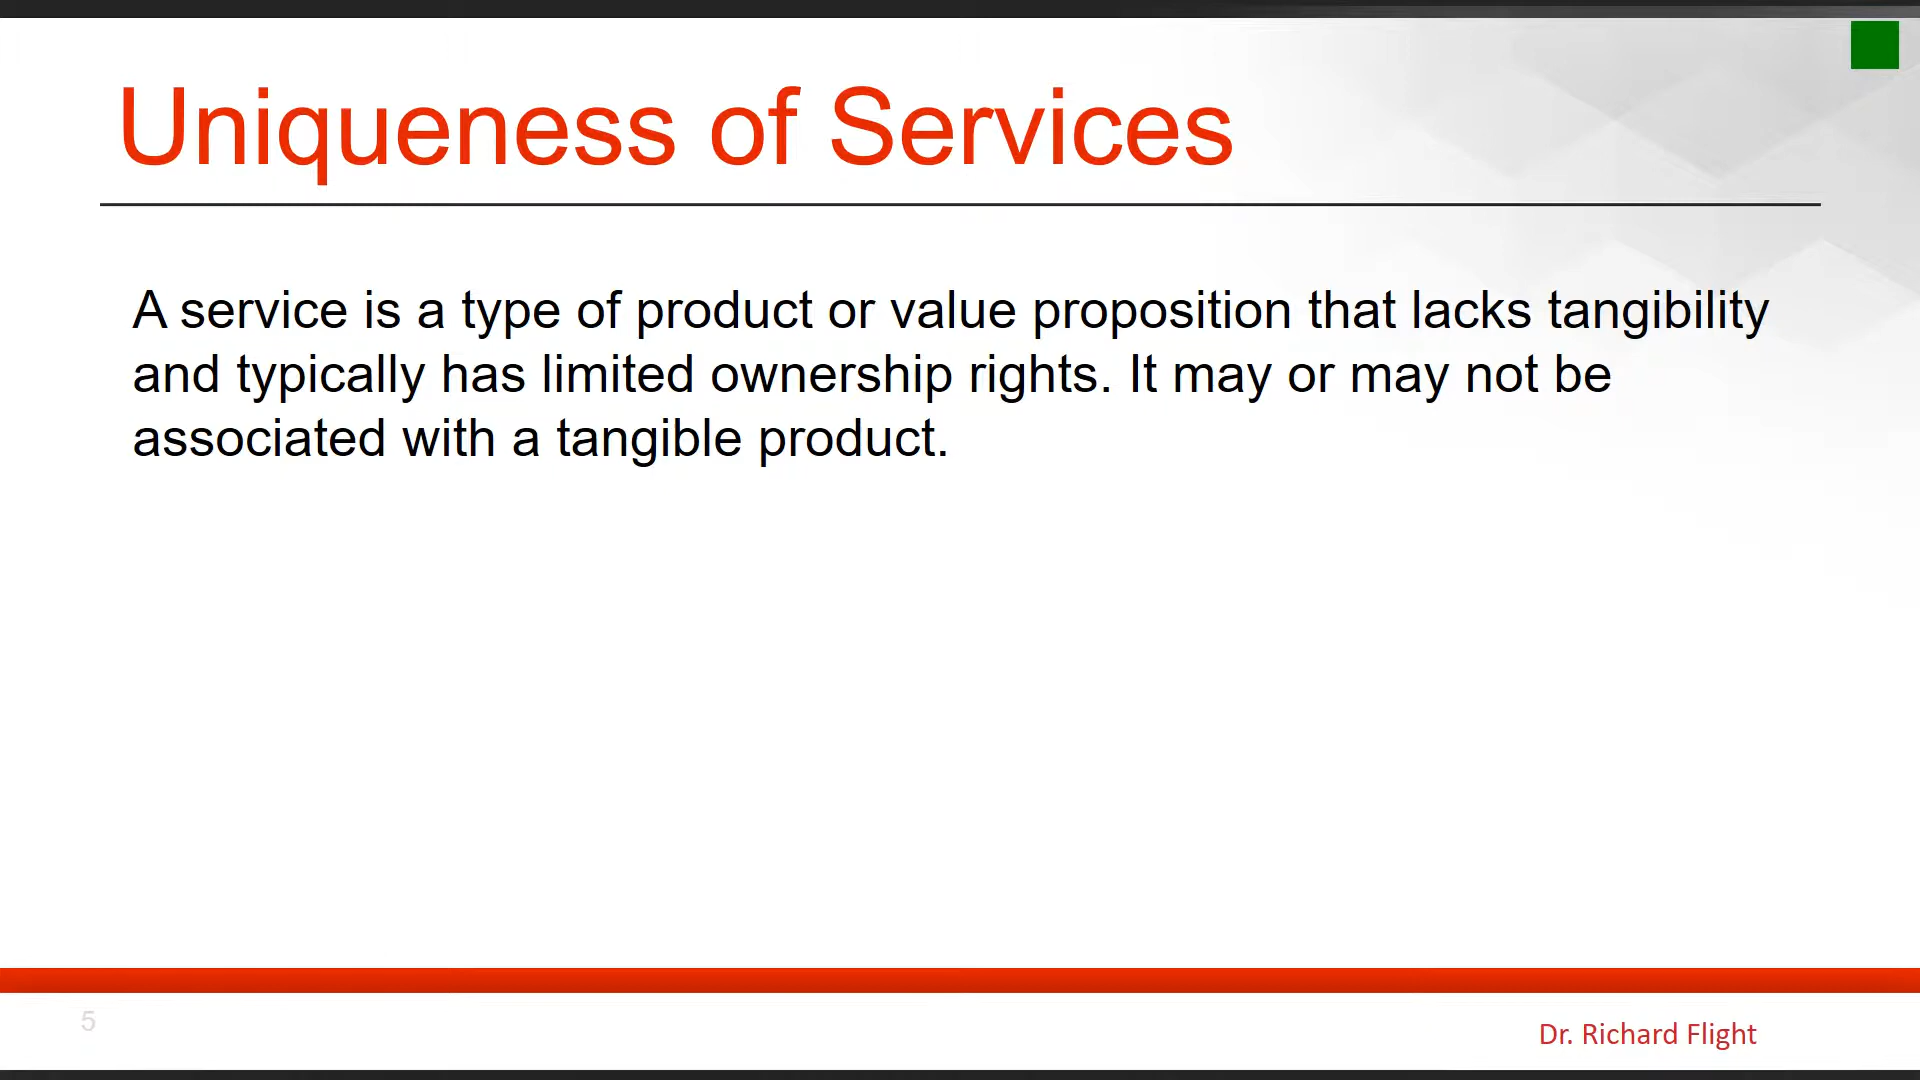 Uniqueness of Services
A service is a type of product or value proposition that lacks tangibility
and typically has limited ownership rights. It may or may not be
associated with a tangible product.
5
Dr. Richard Flight